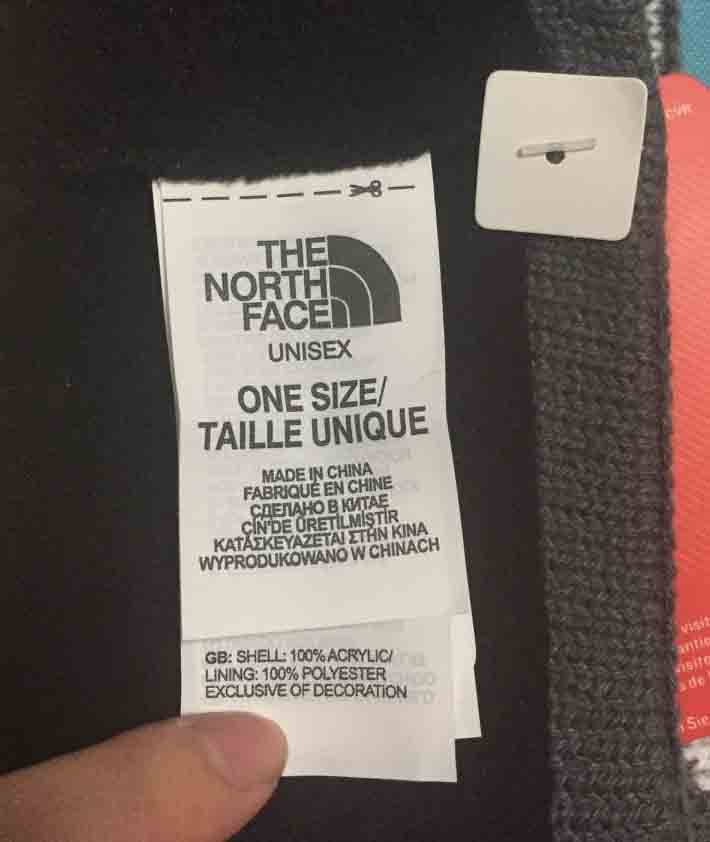 THE
NORTH
FACE
UNISEX
ONE SIZE/
TAILLE UNIQUE
MADE IN CHINA
FABRIQUÉ EN CHINE
СДЕЛАНО В КИТАЕ
ÇİN'DE ÜRETİLMİŞTİR
ΚΑΤΑΣΚΕΥΑΖΕΤΑΙ ΣΤΗΝ ΚΙΝΑ
WYPRODUKOWANO W CHINACH
GB: SHELL: 100% ACRYLIC/
LINING: 100% POLYESTER
EXCLUSIVE OF DECORATION
visit